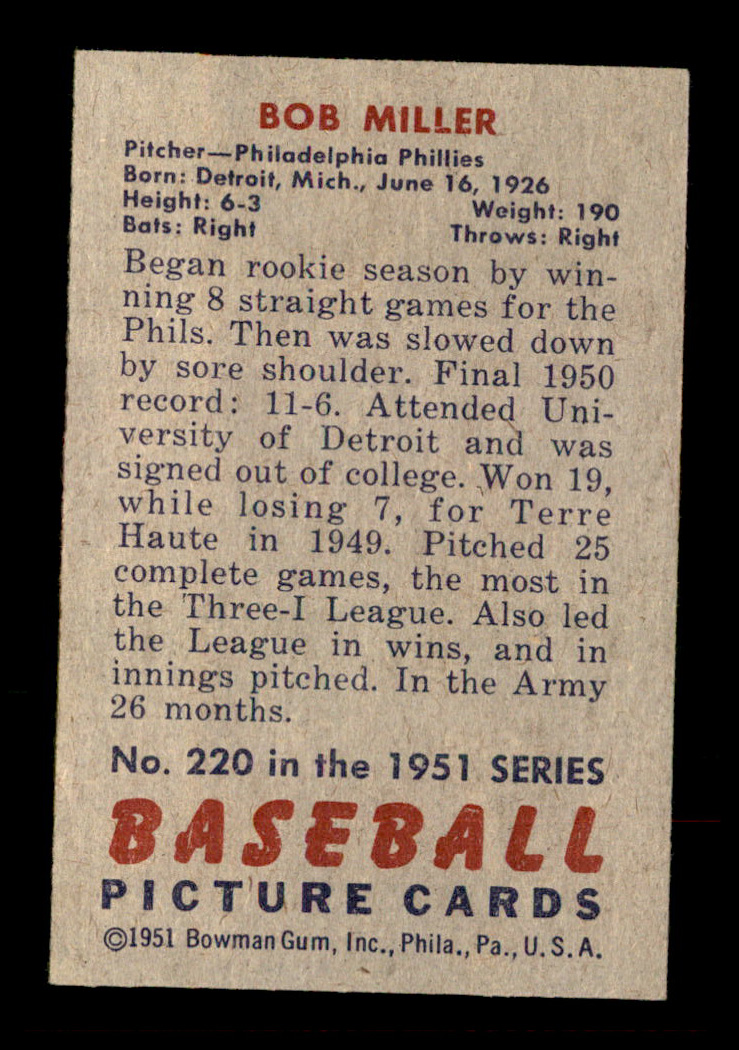 BOB MILLER
Pitcher—Philadelphia Phillies
Born: Detroit, Mich., June 16, 1926
Height: 6-3 Weight: 190
Bats: Right Throws: Right
Began rookie season by win-
ning 8 straight games for the
Phils. Then was slowed down
by sore shoulder. Final 1950
record: 11-6. Attended Uni-
versity of Detroit and was
signed out of college. Won 19,
while losing 7, for Terre
Haute in 1949. Pitched 25
complete games, the most in
the Three-I League. Also led
the League in wins, and in
innings pitched. In the Army
26 months.
No. 220 in the 1951 SERIES
BASEBALL
PICTURE CARDS
©1951 Bowman Gum, Inc., Phila., Pa., U.S.A.